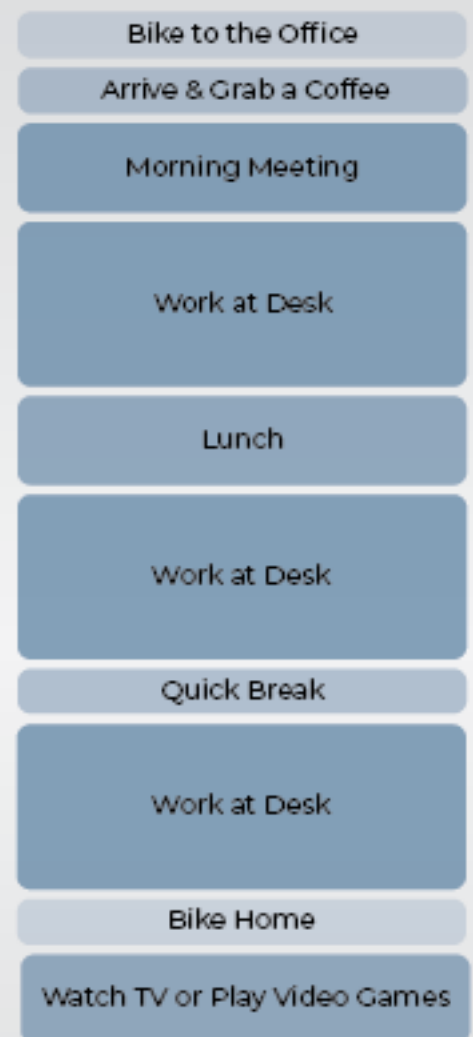 Bike to the Office
Arrive & Grab a Coffee
Morning Meeting
Work at Desk
Lunch
Work at Desk
Quick Break
Work at Desk
Bike Home
Watch TV or Play Video Games